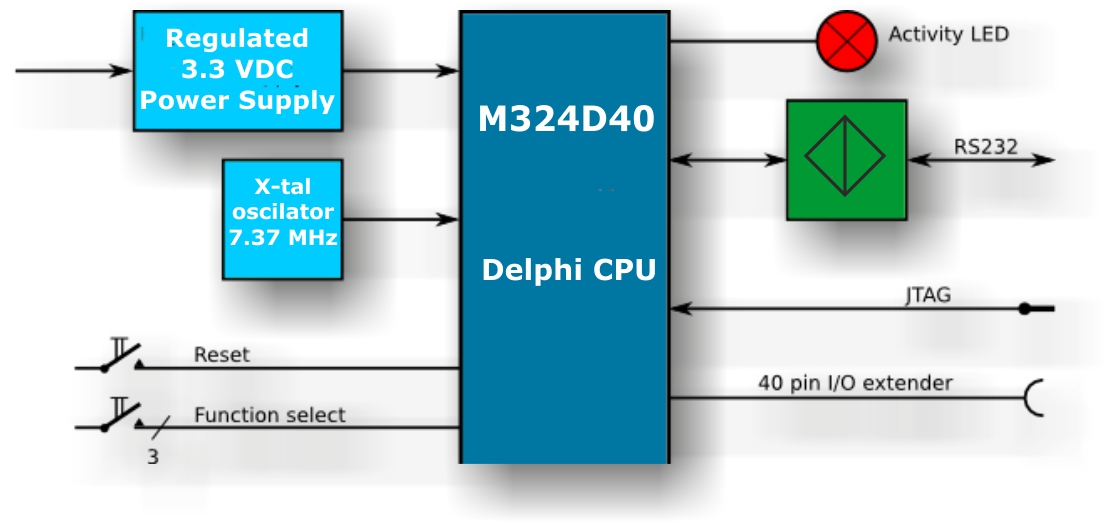 Regulated
3.3 VDC
Power Supply
X-tal
oscilator
7.37 MHz
Reset
Function select
3
M324D40
Delphi CPU
Activity LED
RS232
JTAG
40 pin I/O extender